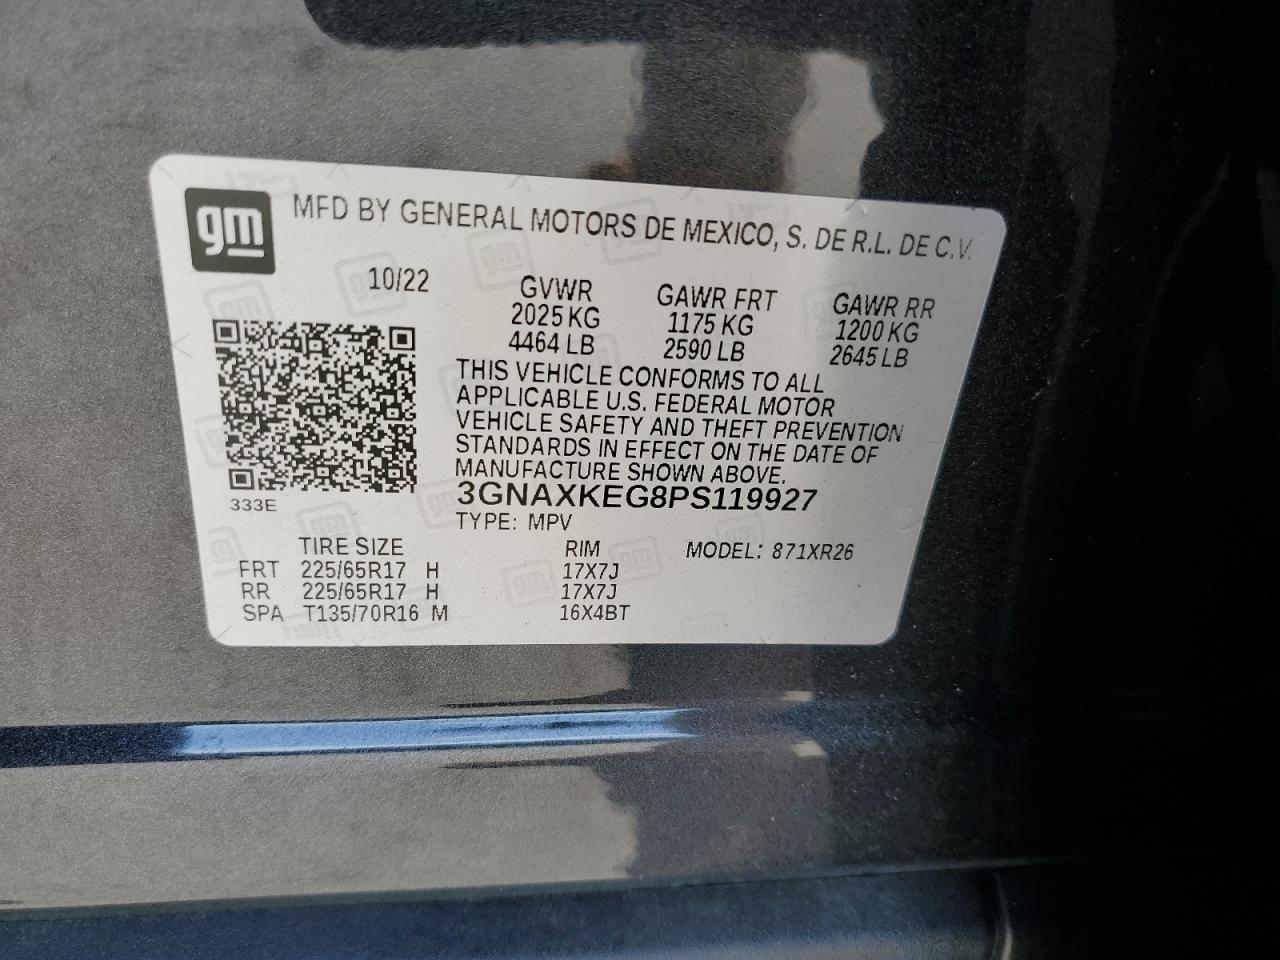 gm
MFD BY GENERAL MOTORS DE MEXICO, S. DE R.L. DE C.V.
10/22 GVWR GAWR FRT GAWR RR
2025 KG 1175 KG 1200 KG
4464 LB 2590 LB 2645 LB
THIS VEHICLE CONFORMS TO ALL
APPLICABLE U.S. FEDERAL MOTOR
VEHICLE SAFETY AND THEFT PREVENTION
STANDARDS IN EFFECT ON THE DATE OF
MANUFACTURE SHOWN ABOVE.
3GNAXKEG8PS119927
333E
TYPE: MPV
TIRE SIZE RIM MODEL: 871XR26
FRT 225/65R17 H 17X7J
RR 225/65R17 H 17X7J
SPA T135/70R16 M 16X4BT